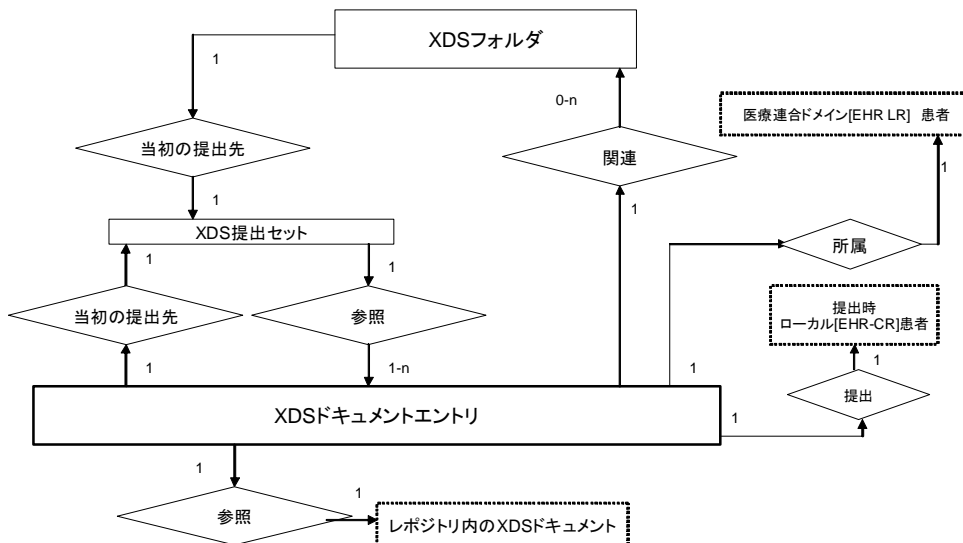 XDSフォルダ
1
0-n
医療連合ドメイン[EHR LR] 患者
当初の提出先
関連
1
1
1
XDS提出セット
所属
1
1
当初の提出先
参照
提出時
ローカル[EHR-CR]患者
1
1
1-n
1
提出
XDSドキュメントエントリ
1
1
1
参照
レポジトリ内のXDSドキュメント